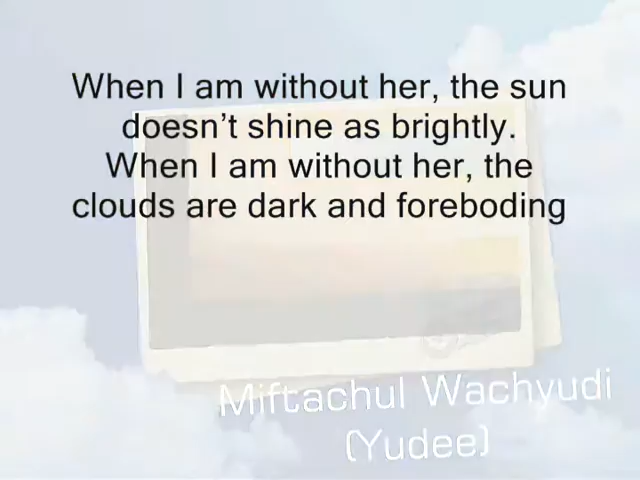 When I am without her, the sun
doesn’t shine as brightly.
When I am without her, the
clouds are dark and foreboding
Miftachul Wachyudi
(Yudee)